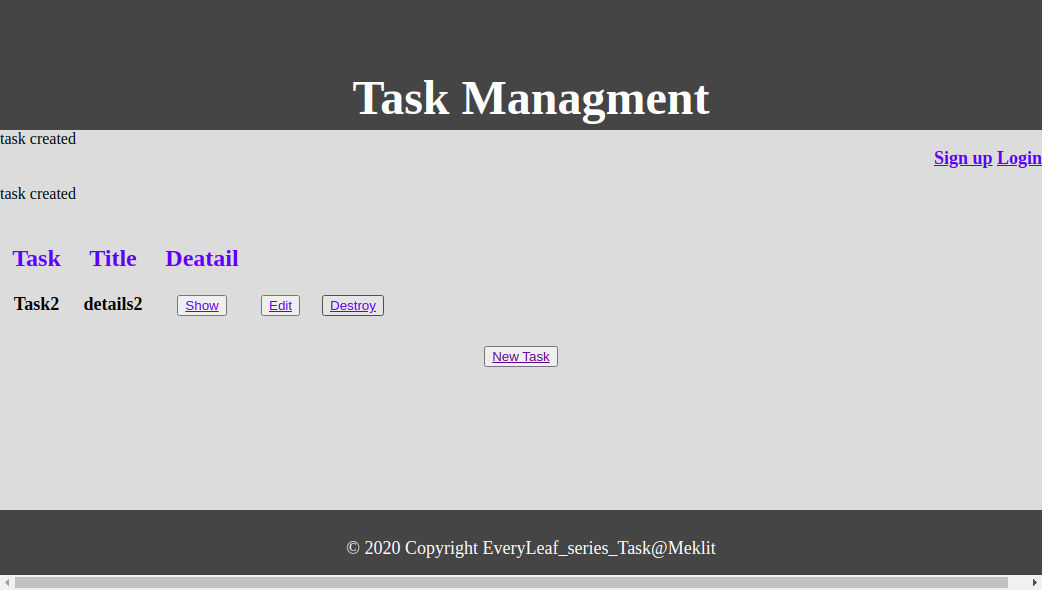 Task Managment
task created
Sign up Login
task created
Task Title Deatail
Task2 details2 Show Edit Destroy
New Task
© 2020 Copyright EveryLeaf_series_Task@Meklit